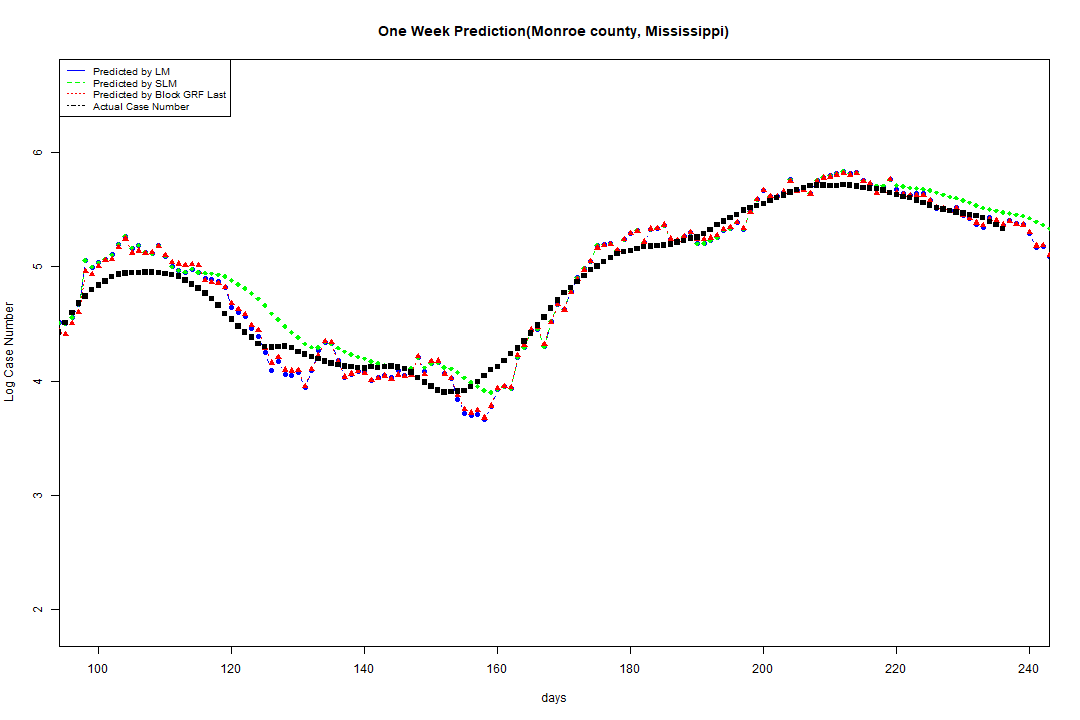 One Week Prediction(Monroe county, Mississippi)
Predicted by LM
Predicted by SLM
Predicted by Block GRF Last
Actual Case Number
Log Case Number
6
5
4
3
2
100 120 140 160 180 200 220 240
days